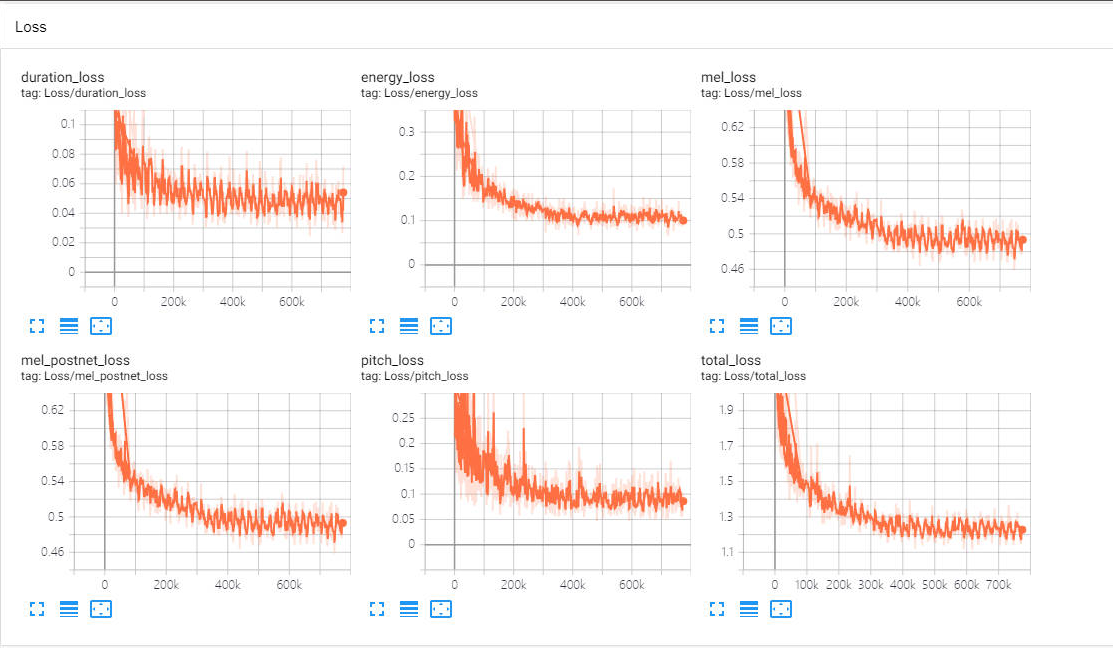 Loss
duration_loss
tag: Loss/duration_loss
0.1
0.08
0.06
0.04
0.02
0
0 200k 400k 600k
energy_loss
tag: Loss/energy_loss
0.3
0.2
0.1
0
0 200k 400k 600k
mel_loss
tag: Loss/mel_loss
0.62
0.58
0.54
0.5
0.46
0 200k 400k 600k
mel_postnet_loss
tag: Loss/mel_postnet_loss
0.62
0.58
0.54
0.5
0.46
0 200k 400k 600k
pitch_loss
tag: Loss/pitch_loss
0.25
0.2
0.15
0.1
0.05
0
0 200k 400k 600k
total_loss
tag: Loss/total_loss
1.9
1.7
1.5
1.3
1.1
0 100k 200k 300k 400k 500k 600k 700k